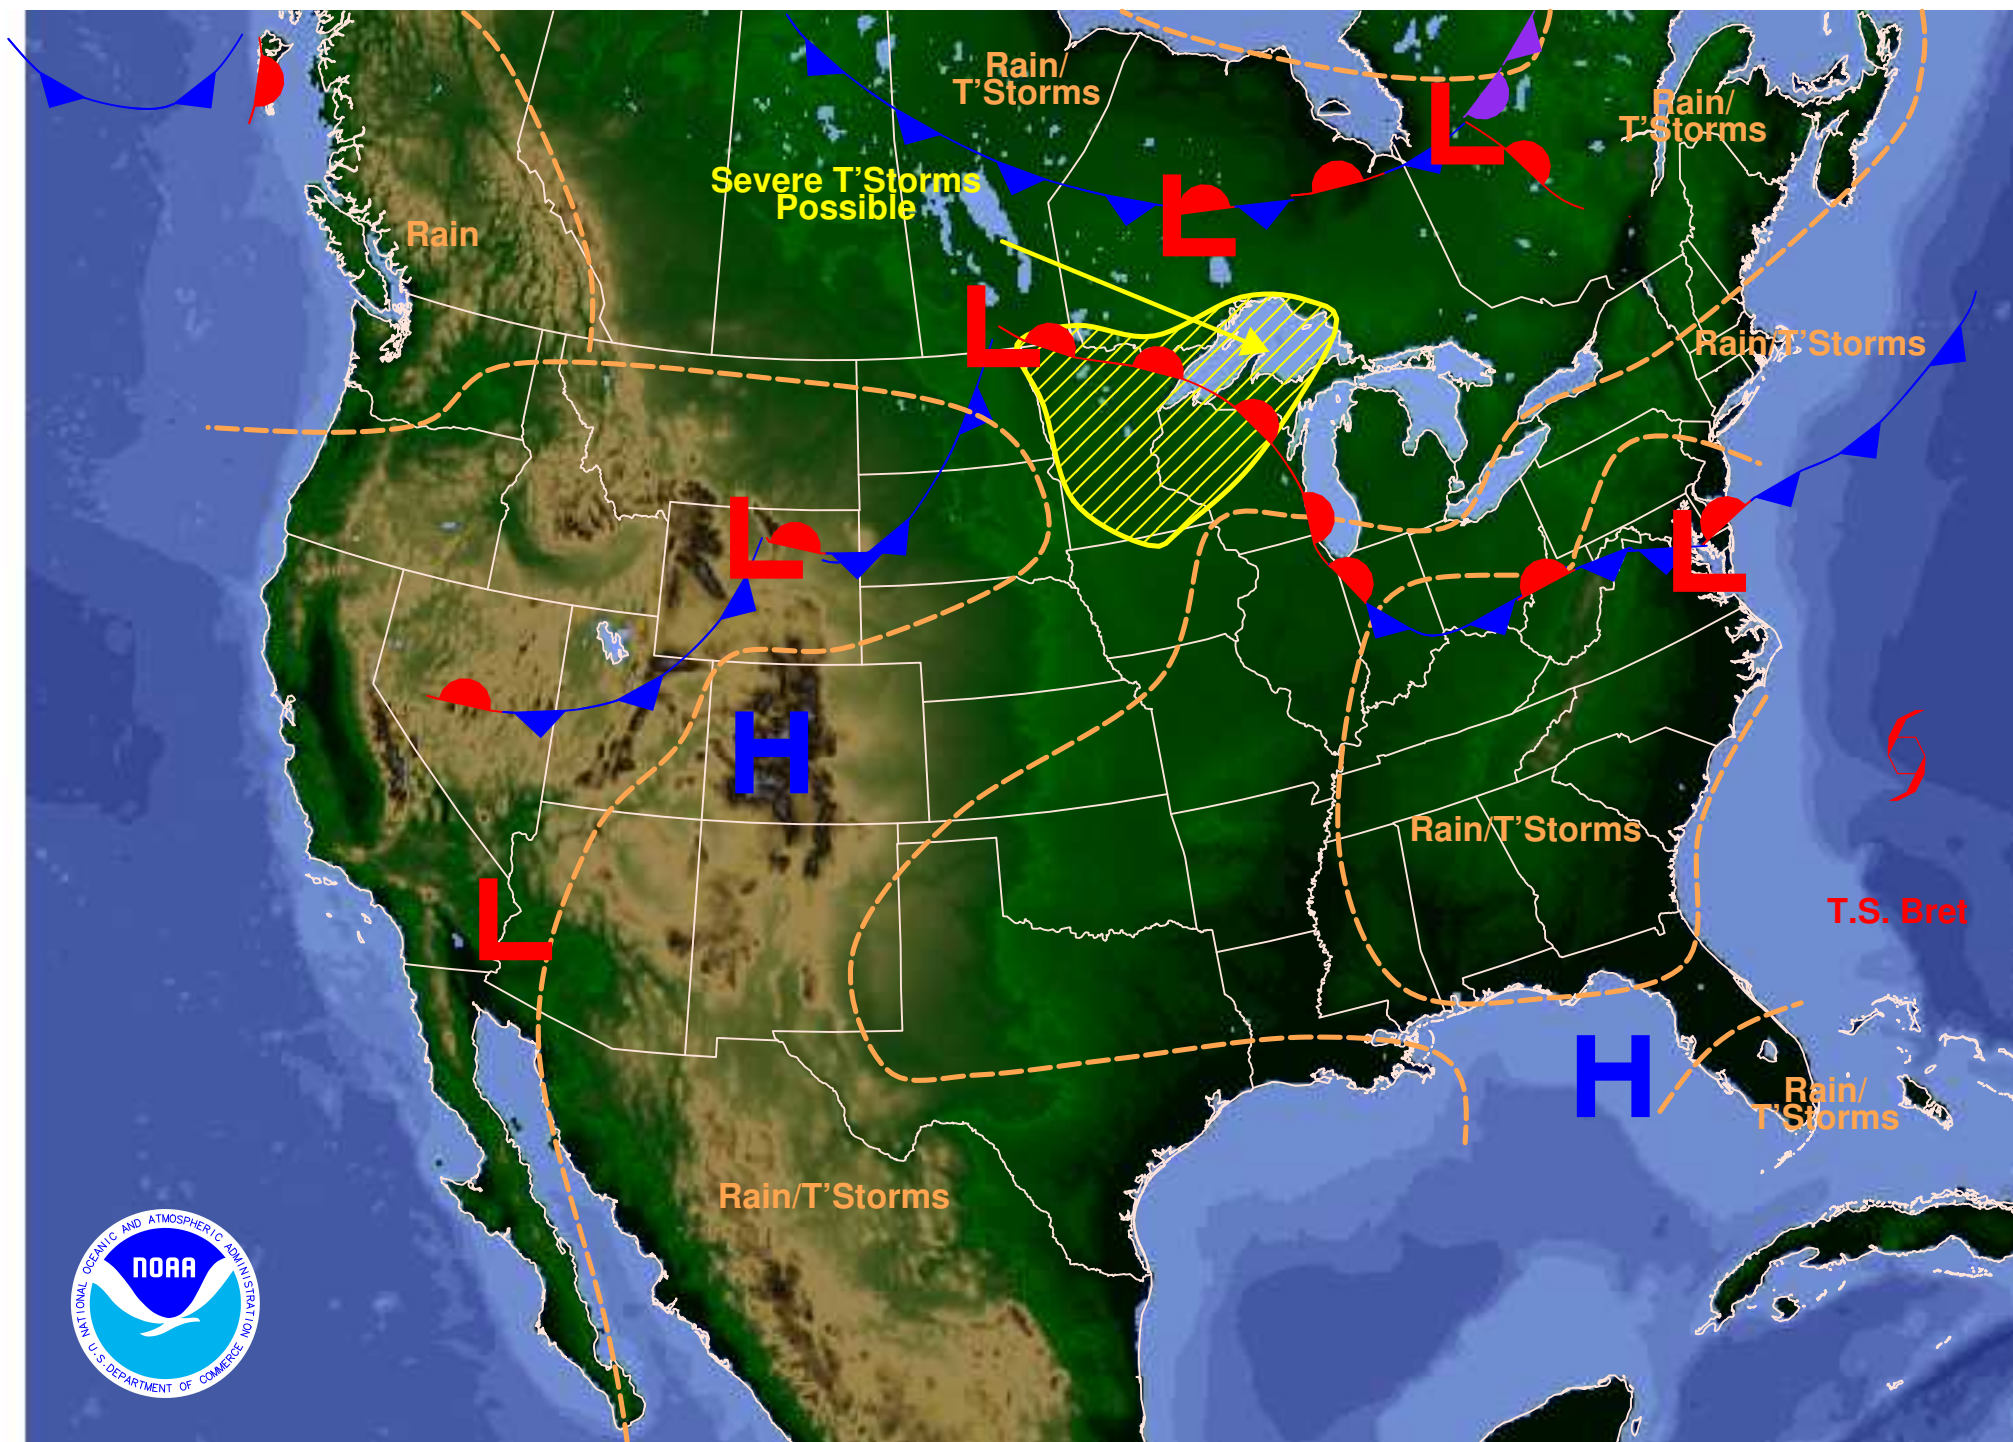 Rain/
T'Storms
Rain/
T'Storms
Severe T'Storms
Possible
Rain
L
L
L
Rain/T'Storms
L
L
H
Rain/T'Storms
L
T.S. Bret
H
Rain/
T'Storms
Rain/T'Storms
NATIONAL OCEANIC AND ATMOSPHERIC ADMINISTRATION
NOAA
U.S. DEPARTMENT OF COMMERCE